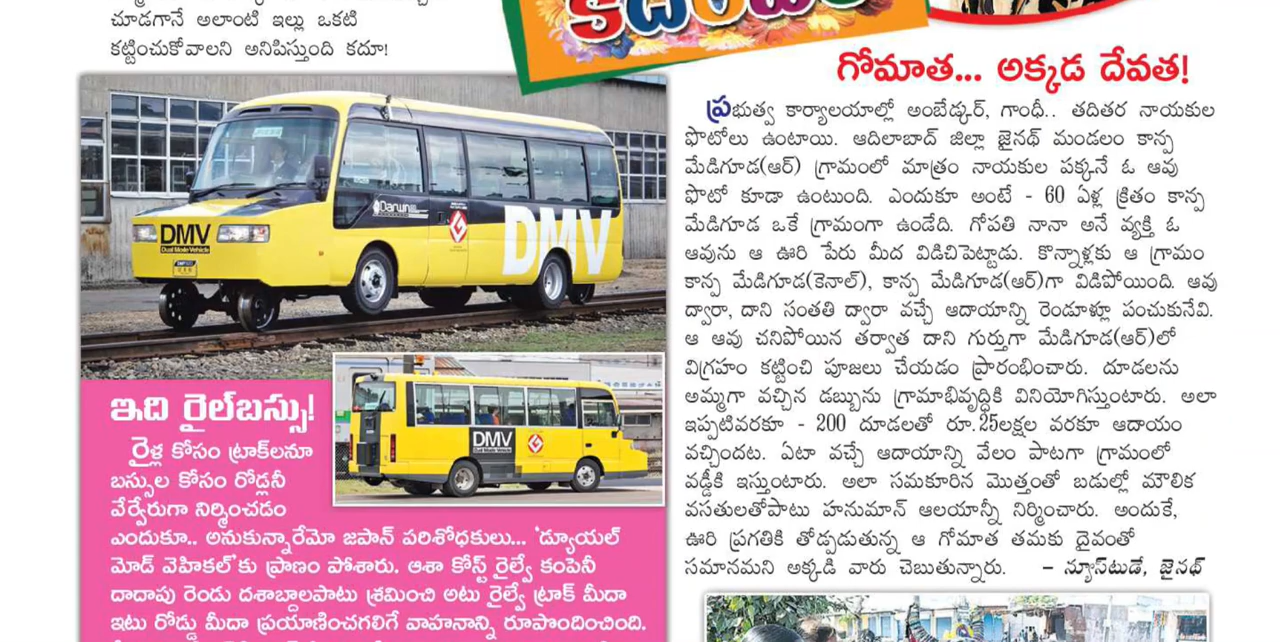 చూడగానే అలాంటి ఇల్లు ఒకటి
కట్టించుకోవాలని అనిపిస్తుంది కదూ!
DMV
Dual Mode Vehicle
Darwin
DMV
ఇది రైల్‌బస్సు!
రైళ్ల కోసం ట్రాక్‌లనూ
బస్సుల కోసం రోడ్లనీ
వేర్వేరుగా నిర్మించడం
ఎందుకూ.. అనుకున్నారేమో జపాన్ పరిశోధకులు... ‘డ్యూయల్
మోడ్ వెహికల్’కు ప్రాణం పోశారు. ఆశా కోస్ట్ రైల్వే కంపెనీ
దాదాపు రెండు దశాబ్దాలపాటు శ్రమించి అటు రైల్వే ట్రాక్ మీదా
ఇటు రోడ్డు మీదా ప్రయాణించగలిగే వాహనాన్ని రూపొందించింది.
DMV
Dual Mode Vehicle
గోమాత... అక్కడ దేవత!
ప్రభుత్వ కార్యాలయాల్లో అంబేడ్కర్, గాంధీ.. తదితర నాయకుల
ఫొటోలు ఉంటాయి. ఆదిలాబాద్ జిల్లా జైనథ్ మండలం కాన్ప
మేడిగూడ(ఆర్) గ్రామంలో మాత్రం నాయకుల పక్కనే ఓ ఆవు
ఫొటో కూడా ఉంటుంది. ఎందుకూ అంటే - 60 ఏళ్ల క్రితం కాన్ప
మేడిగూడ ఒకే గ్రామంగా ఉండేది. గోపతి నానా అనే వ్యక్తి ఓ
ఆవును ఆ ఊరి పేరు మీద విడిచిపెట్టాడు. కొన్నాళ్లకు ఆ గ్రామం
కాన్ప మేడిగూడ(కెనాల్), కాన్ప మేడిగూడ(ఆర్)గా విడిపోయింది. ఆవు
ద్వారా, దాని సంతతి ద్వారా వచ్చే ఆదాయాన్ని రెండూళ్లూ పంచుకునేవి.
ఆ ఆవు చనిపోయిన తర్వాత దాని గుర్తుగా మేడిగూడ(ఆర్)లో
విగ్రహం కట్టించి పూజలు చేయడం ప్రారంభించారు. దూడలను
అమ్మగా వచ్చిన డబ్బును గ్రామాభివృద్ధికి వినియోగిస్తుంటారు. అలా
ఇప్పటివరకూ - 200 దూడలతో రూ.25లక్షల వరకూ ఆదాయం
వచ్చిందట. ఏటా వచ్చే ఆదాయాన్ని వేలం పాటగా గ్రామంలో
వడ్డీకి ఇస్తుంటారు. అలా సమకూరిన మొత్తంతో బడుల్లో మౌలిక
వసతులతోపాటు హనుమాన్ ఆలయాన్నీ నిర్మించారు. అందుకే,
ఊరి ప్రగతికి తోడ్పడుతున్న ఆ గోమాత తమకు దైవంతో
సమానమని అక్కడి వారు చెబుతున్నారు. – న్యూస్‌టుడే, జైనథ్